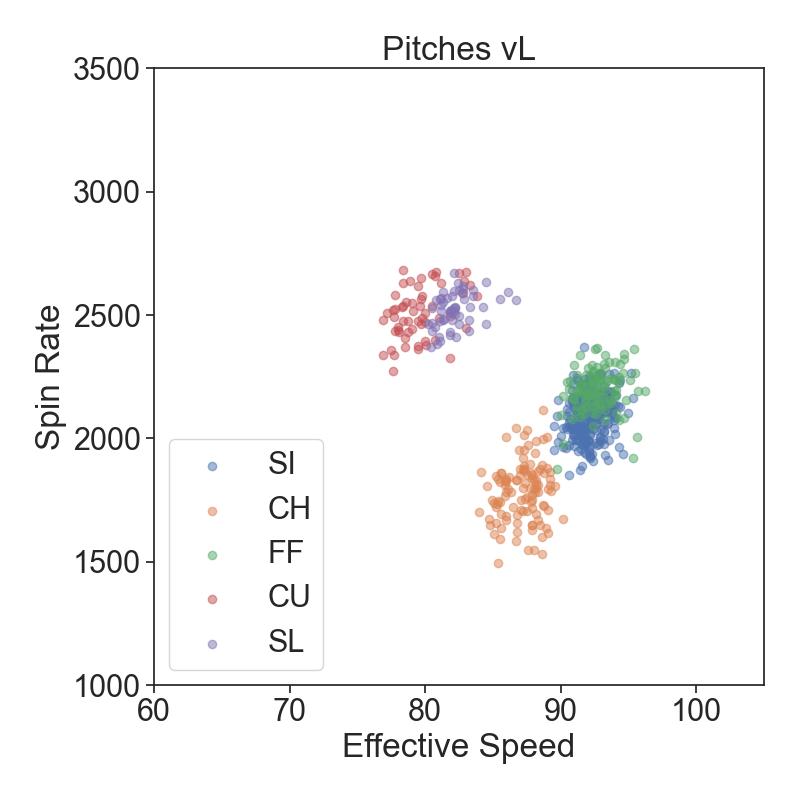 Pitches vL
3500
3000
2500
2000
1500
1000
Spin Rate
SI
CH
FF
CU
SL
60 70 80 90 100
Effective Speed